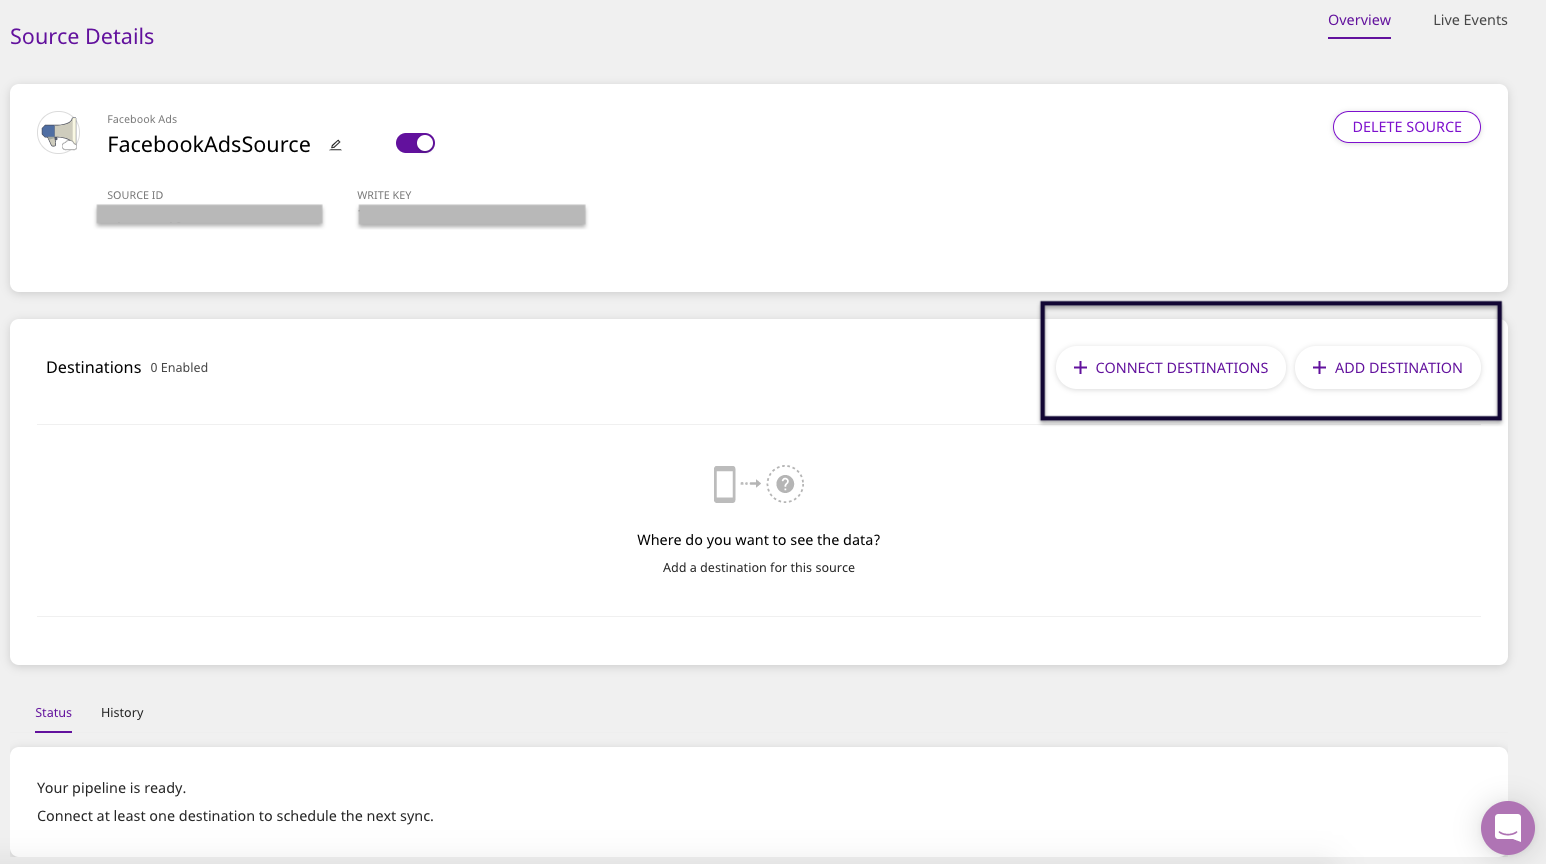 Source Details
Overview
Live Events
Facebook Ads
FacebookAdsSource
DELETE SOURCE
SOURCE ID
WRITE KEY
Destinations 0 Enabled
+ CONNECT DESTINATIONS
+ ADD DESTINATION
?
Where do you want to see the data?
Add a destination for this source
Status
History
Your pipeline is ready.
Connect at least one destination to schedule the next sync.